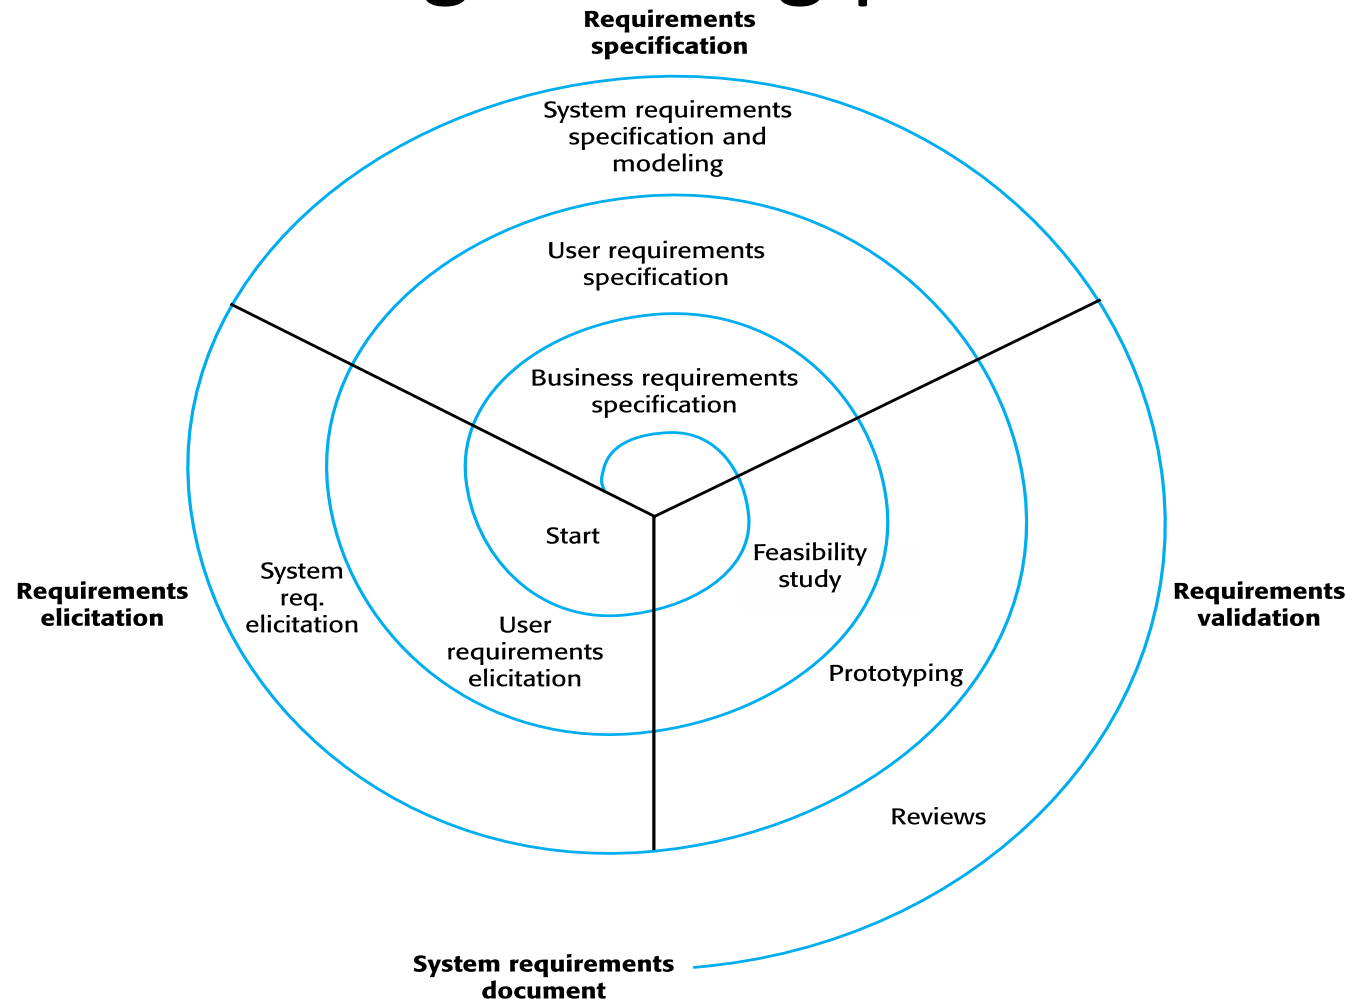 Requirements
specification
System requirements
specification and
modeling
User requirements
specification
Business requirements
specification
Start
Feasibility
study
System
req.
elicitation
Requirements
elicitation
Requirements
validation
User
requirements
elicitation
Prototyping
Reviews
System requirements
document